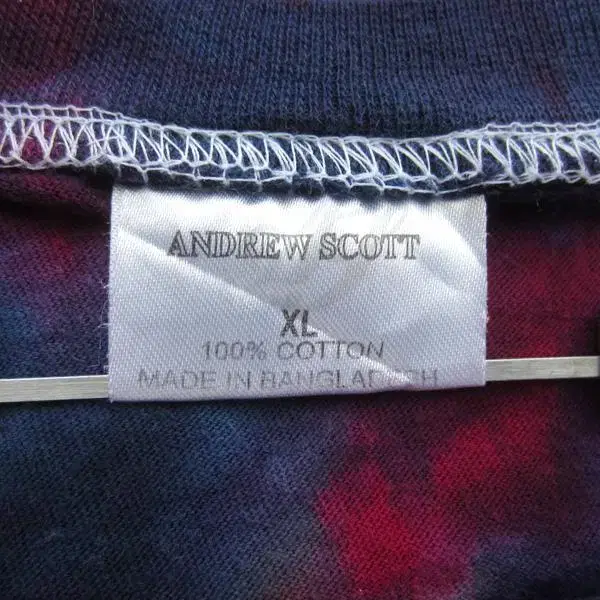 ANDREW SCOTT
XL
100% COTTON
MADE IN BANGLADESH